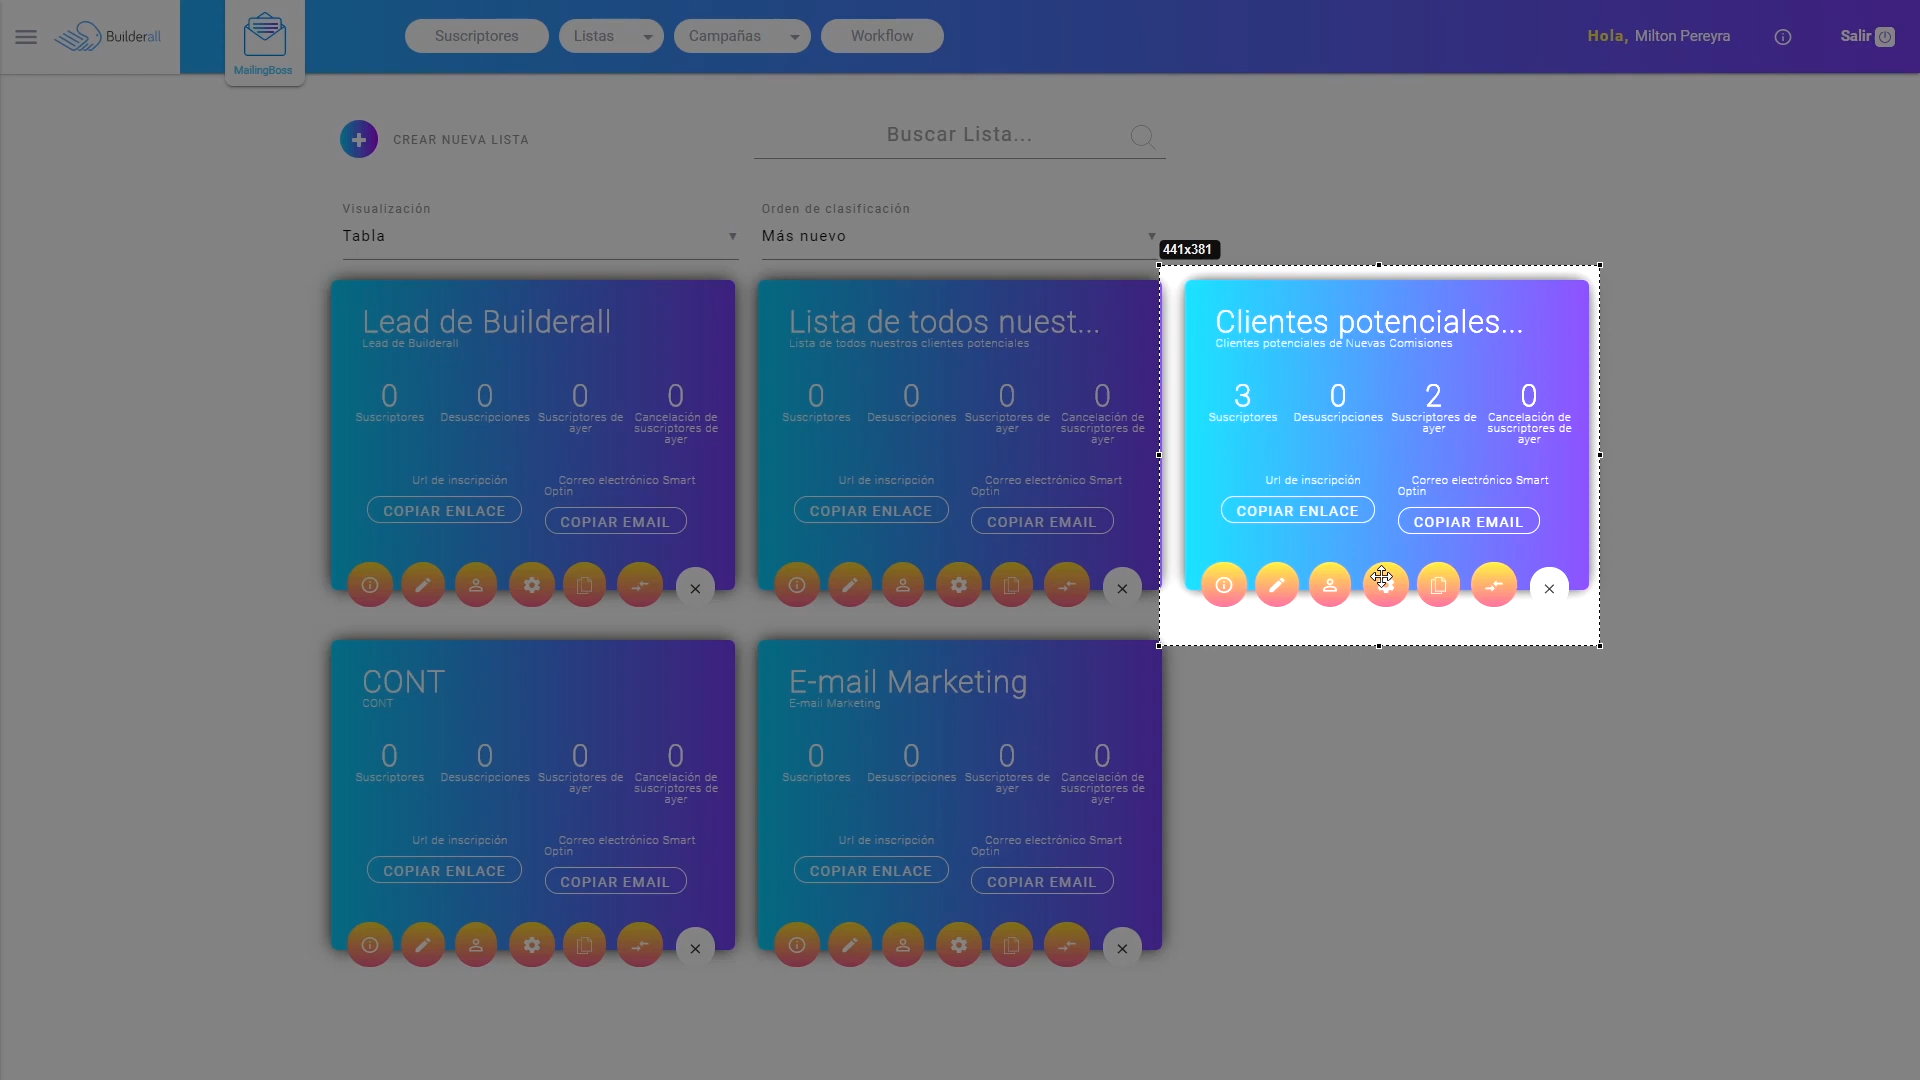 Builderall
MailingBoss
Suscriptores
Listas
Campañas
Workflow
Hola, Milton Pereyra
Salir
CREAR NUEVA LISTA
Buscar Lista...
Visualización
Tabla
Orden de clasificación
Más nuevo
441x381
Lead de Builderall
Lead de Builderall
0 0 0 0
Suscriptores Desuscripciones Suscriptores de Cancelación de
ayer suscriptores de
ayer
Url de inscripción Correo electrónico Smart
Optin
COPIAR ENLACE COPIAR EMAIL
Lista de todos nuest...
Lista de todos nuestros clientes potenciales
0 0 0 0
Suscriptores Desuscripciones Suscriptores de Cancelación de
ayer suscriptores de
ayer
Url de inscripción Correo electrónico Smart
Optin
COPIAR ENLACE COPIAR EMAIL
Clientes potenciales...
Clientes potenciales de Nuevas Comisiones
3 0 2 0
Suscriptores Desuscripciones Suscriptores de Cancelación de
ayer suscriptores de
ayer
Url de inscripción Correo electrónico Smart
Optin
COPIAR ENLACE COPIAR EMAIL
CONT
CONT
0 0 0 0
Suscriptores Desuscripciones Suscriptores de Cancelación de
ayer suscriptores de
ayer
Url de inscripción Correo electrónico Smart
Optin
COPIAR ENLACE COPIAR EMAIL
E-mail Marketing
E-mail Marketing
0 0 0 0
Suscriptores Desuscripciones Suscriptores de Cancelación de
ayer suscriptores de
ayer
Url de inscripción Correo electrónico Smart
Optin
COPIAR ENLACE COPIAR EMAIL